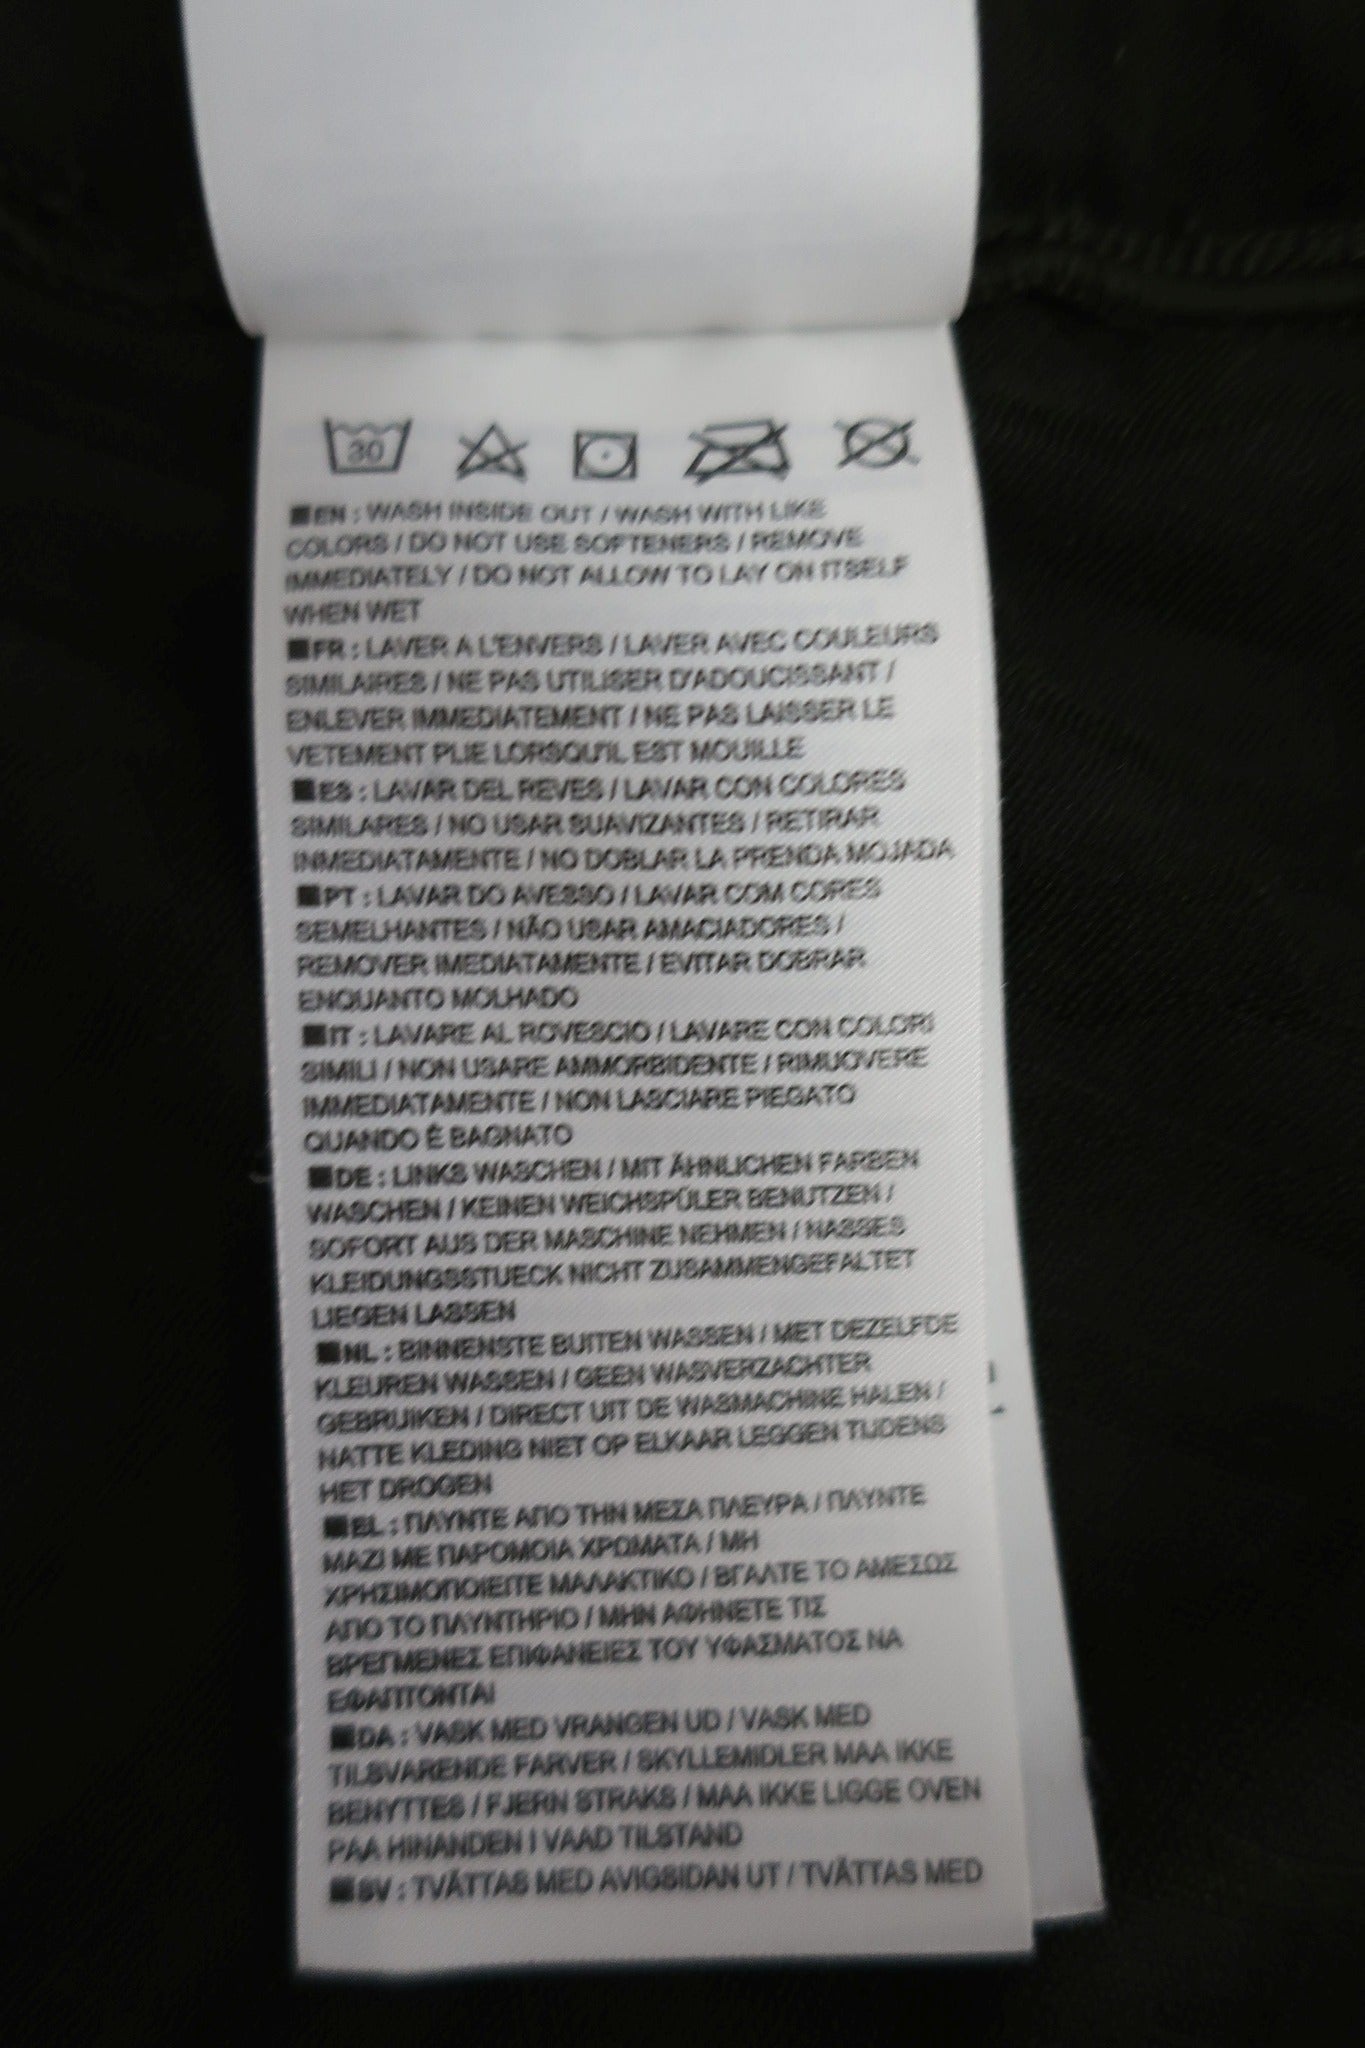 30
■EN : WASH INSIDE OUT / WASH WITH LIKE
COLORS / DO NOT USE SOFTENERS / REMOVE
IMMEDIATELY / DO NOT ALLOW TO LAY ON ITSELF
WHEN WET
■FR : LAVER A L'ENVERS / LAVER AVEC COULEURS
SIMILAIRES / NE PAS UTILISER D'ADOUCISSANT /
ENLEVER IMMEDIATEMENT / NE PAS LAISSER LE
VETEMENT PLIE LORSQU'IL EST MOUILLE
■ES : LAVAR DEL REVES / LAVAR CON COLORES
SIMILARES / NO USAR SUAVIZANTES / RETIRAR
INMEDIATAMENTE / NO DOBLAR LA PRENDA MOJADA
■PT : LAVAR DO AVESSO / LAVAR COM CORES
SEMELHANTES / NÃO USAR AMACIADORES /
REMOVER IMEDIATAMENTE / EVITAR DOBRAR
ENQUANTO MOLHADO
■IT : LAVARE AL ROVESCIO / LAVARE CON COLORI
SIMILI / NON USARE AMMORBIDENTE / RIMUOVERE
IMMEDIATAMENTE / NON LASCIARE PIEGATO
QUANDO È BAGNATO
■DE : LINKS WASCHEN / MIT ÄHNLICHEN FARBEN
WASCHEN / KEINEN WEICHSPÜLER BENUTZEN /
SOFORT AUS DER MASCHINE NEHMEN / NASSES
KLEIDUNGSSTUECK NICHT ZUSAMMENGEFALTET
LIEGEN LASSEN
■NL : BINNENSTE BUITEN WASSEN / MET DEZELFDE
KLEUREN WASSEN / GEEN WASVERZACHTER
GEBRUIKEN / DIRECT UIT DE WASMACHINE HALEN /
NATTE KLEDING NIET OP ELKAAR LEGGEN TIJDENS
HET DROGEN
■EL : ΠΛΥΝΤΕ ΑΠΟ ΤΗΝ ΜΕΣΑ ΠΛΕΥΡΑ / ΠΛΥΝΤΕ
ΜΑΖΙ ΜΕ ΠΑΡΟΜΟΙΑ ΧΡΩΜΑΤΑ / ΜΗ
ΧΡΗΣΙΜΟΠΟΙΕΙΤΕ ΜΑΛΑΚΤΙΚΟ / ΒΓΑΛΤΕ ΤΟ ΑΜΕΣΩΣ
ΑΠΟ ΤΟ ΠΛΥΝΤΗΡΙΟ / ΜΗΝ ΑΦΗΝΕΤΕ ΤΙΣ
ΒΡΕΓΜΕΝΕΣ ΕΠΙΦΑΝΕΙΕΣ ΤΟΥ ΥΦΑΣΜΑΤΟΣ ΝΑ
ΕΦΑΠΤΟΝΤΑΙ
■DA : VASK MED VRANGEN UD / VASK MED
TILSVARENDE FARVER / SKYLLEMIDLER MAA IKKE
BENYTTES / FJERN STRAKS / MAA IKKE LIGGE OVEN
PAA HINANDEN I VAAD TILSTAND
■SV : TVÄTTAS MED AVIGSIDAN UT / TVÄTTAS MED